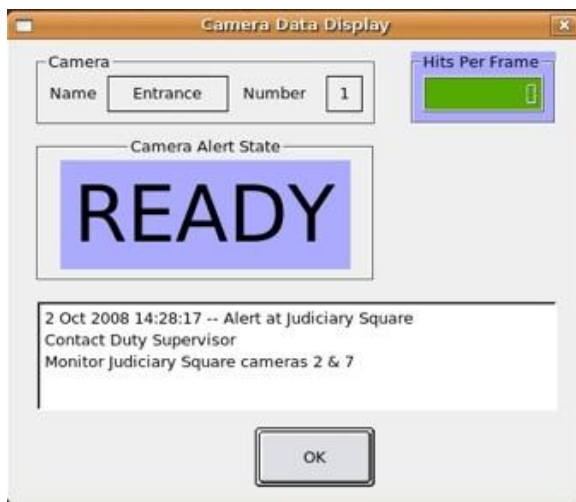 Camera Data Display
Camera
Hits Per Frame
Name Entrance Number 1
0
Camera Alert State
READY
2 Oct 2008 14:28:17 -- Alert at Judiciary Square
Contact Duty Supervisor
Monitor Judiciary Square cameras 2 & 7
OK